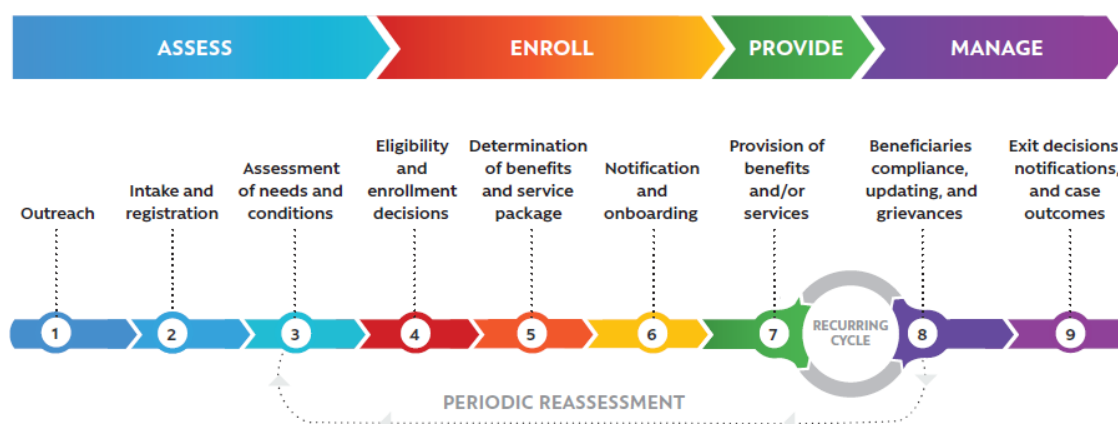 ASSESS
ENROLL
PROVIDE
MANAGE
Outreach
Intake and
registration
Assessment
of needs and
conditions
Eligibility
and
enrollment
decisions
Determination
of benefits
and service
package
Notification
and
onboarding
Provision of
benefits
and/or
services
Beneficiaries
compliance,
updating, and
grievances
Exit decisions,
notifications,
and case
outcomes
1
2
3
4
5
6
7
RECURRING
CYCLE
8
9
PERIODIC REASSESSMENT